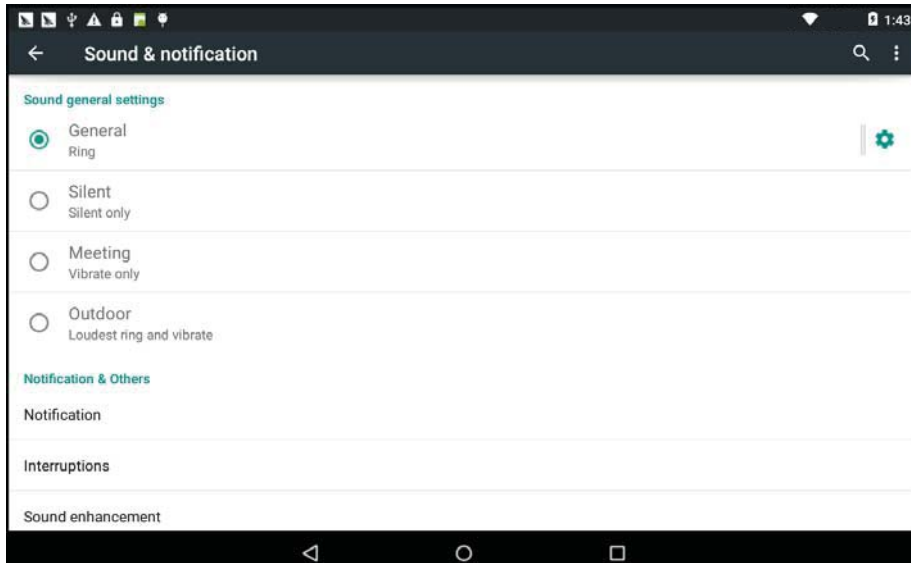 1:43
Sound & notification
Sound general settings
General
Ring
Silent
Silent only
Meeting
Vibrate only
Outdoor
Loudest ring and vibrate
Notification & Others
Notification
Interruptions
Sound enhancement